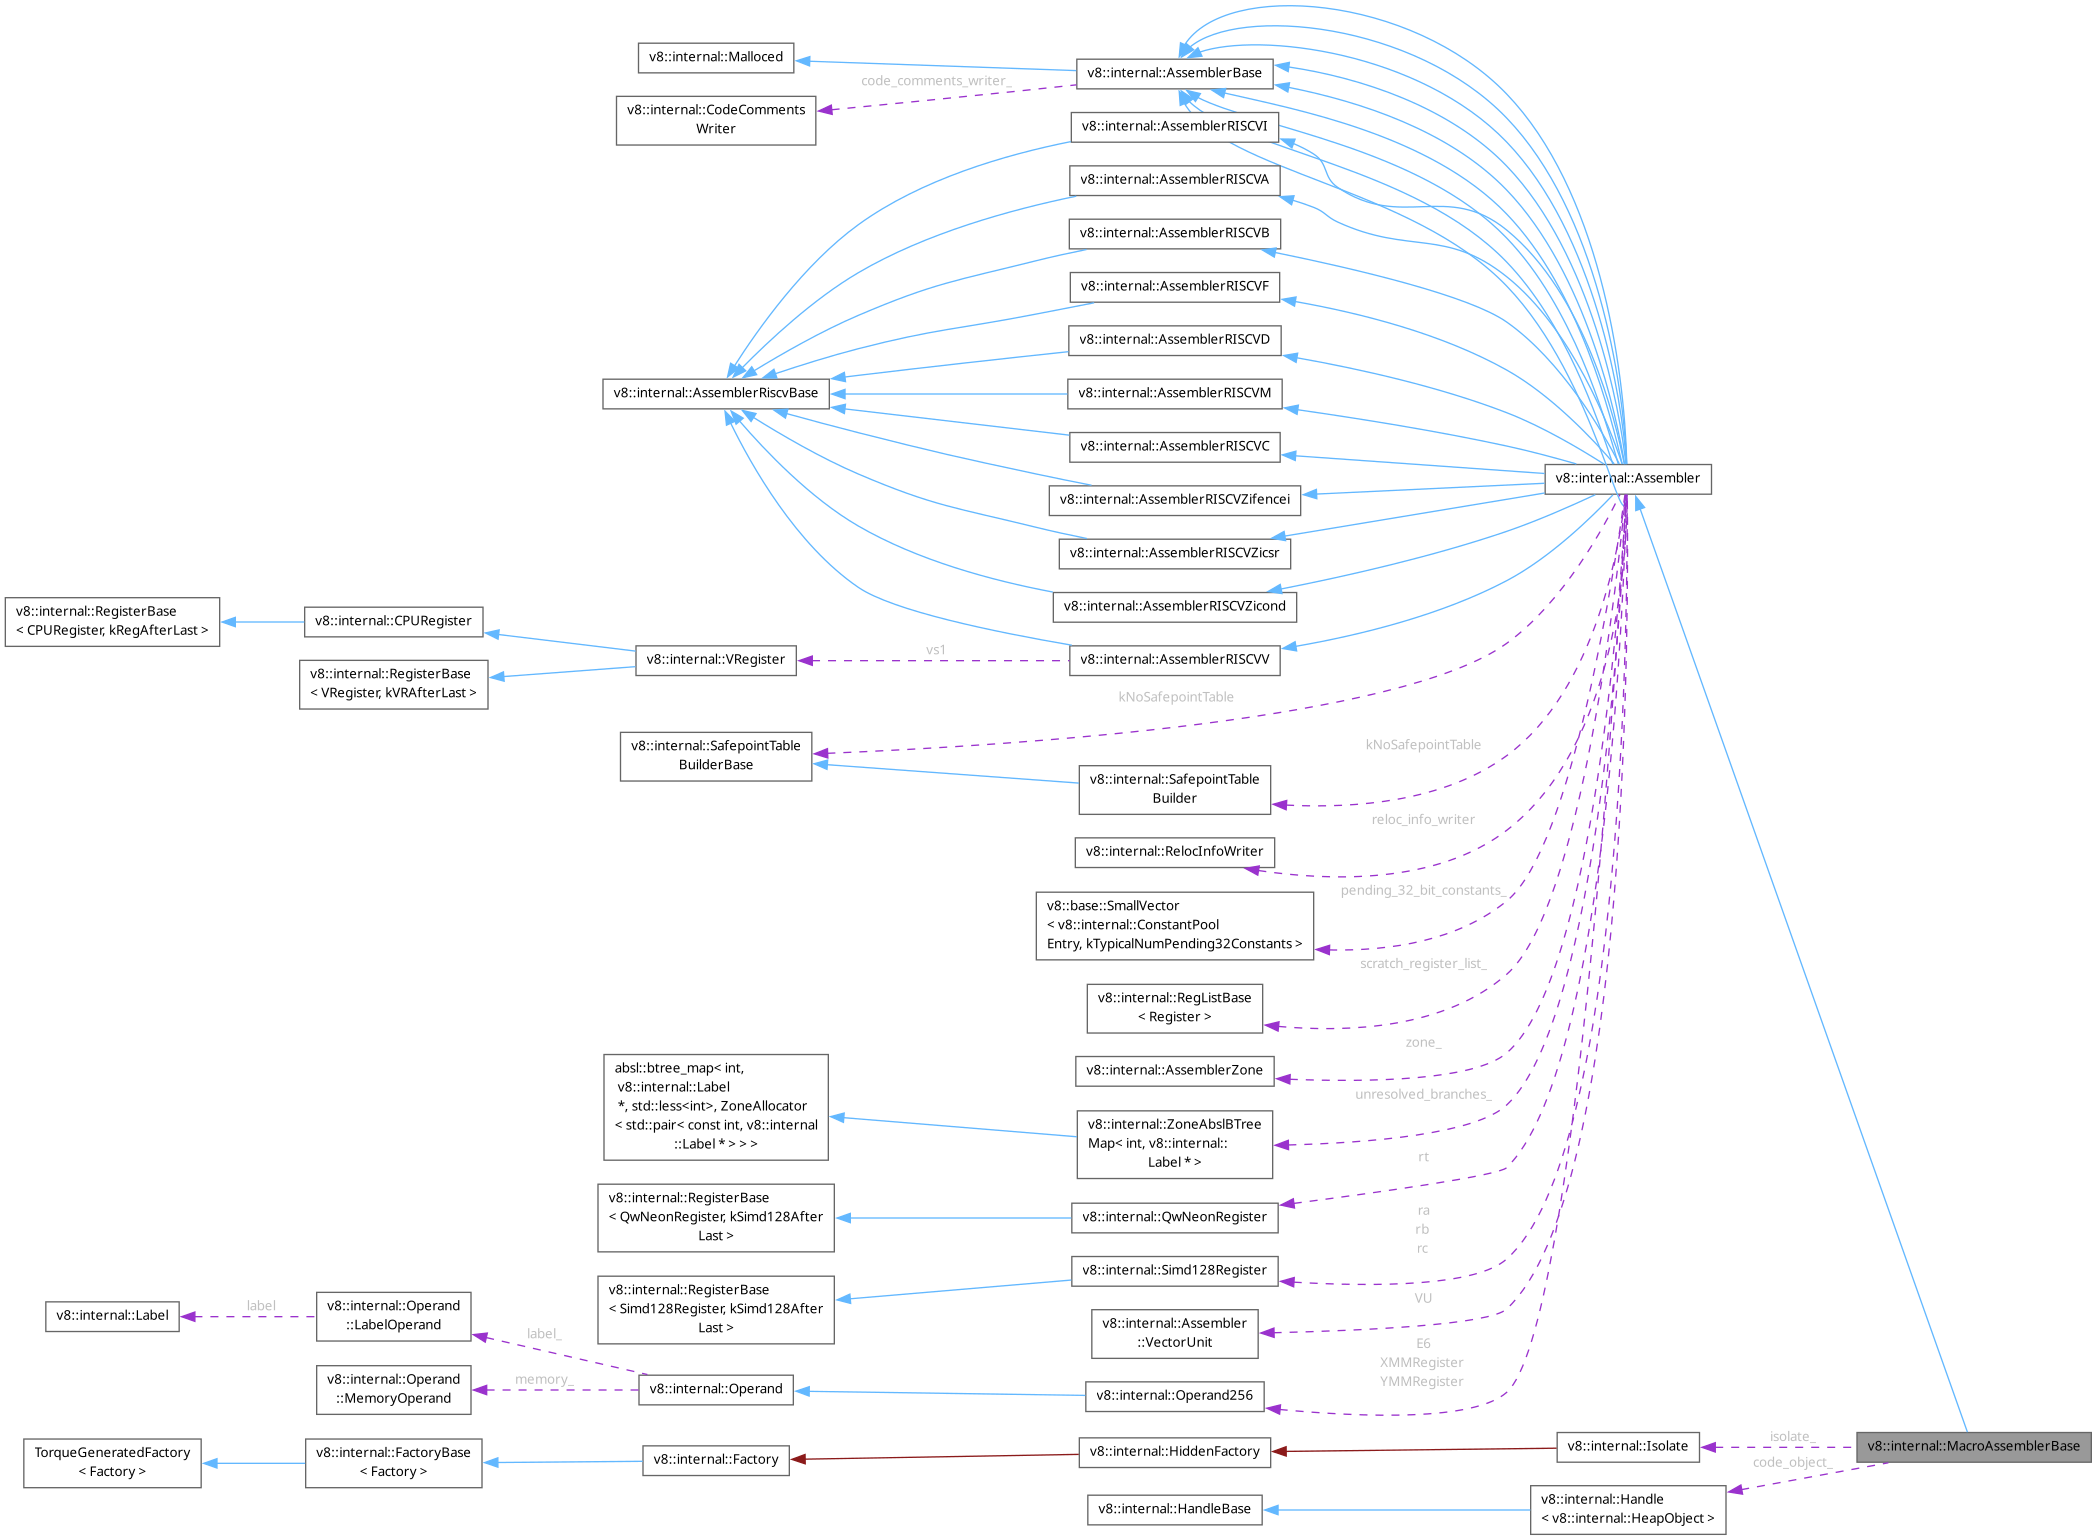 v8::internal::Malloced
v8::internal::AssemblerBase
code_comments_writer_
v8::internal::CodeComments
Writer
v8::internal::AssemblerRISCVI
v8::internal::AssemblerRISCVA
v8::internal::AssemblerRISCVB
v8::internal::AssemblerRISCVF
v8::internal::AssemblerRISCVD
v8::internal::AssemblerRiscvBase
v8::internal::AssemblerRISCVM
v8::internal::AssemblerRISCVC
v8::internal::Assembler
v8::internal::AssemblerRISCVZifencei
v8::internal::AssemblerRISCVZicsr
v8::internal::AssemblerRISCVZicond
v8::internal::RegisterBase
< CPURegister, kRegAfterLast >
v8::internal::CPURegister
v8::internal::RegisterBase
< VRegister, kVRAfterLast >
v8::internal::VRegister
vs1
v8::internal::AssemblerRISCVV
kNoSafepointTable
v8::internal::SafepointTable
BuilderBase
kNoSafepointTable
v8::internal::SafepointTable
Builder
reloc_info_writer
v8::internal::RelocInfoWriter
pending_32_bit_constants_
v8::base::SmallVector
< v8::internal::ConstantPool
Entry, kTypicalNumPending32Constants >
scratch_register_list_
v8::internal::RegListBase
< Register >
zone_
v8::internal::AssemblerZone
absl::btree_map< int,
v8::internal::Label
*, std::less<int>, ZoneAllocator
< std::pair< const int, v8::internal
::Label * > > >
unresolved_branches_
v8::internal::ZoneAbslBTree
Map< int, v8::internal::
Label * >
rt
v8::internal::RegisterBase
< QwNeonRegister, kSimd128After
Last >
v8::internal::QwNeonRegister
ra
rb
rc
v8::internal::RegisterBase
< Simd128Register, kSimd128After
Last >
v8::internal::Simd128Register
VU
v8::internal::Assembler
::VectorUnit
v8::internal::Label
label
v8::internal::Operand
::LabelOperand
label_
v8::internal::Operand
::MemoryOperand
memory_
v8::internal::Operand
v8::internal::Operand256
E6
XMMRegister
YMMRegister
TorqueGeneratedFactory
< Factory >
v8::internal::FactoryBase
< Factory >
v8::internal::Factory
v8::internal::HiddenFactory
v8::internal::Isolate
isolate_
v8::internal::MacroAssemblerBase
code_object_
v8::internal::HandleBase
v8::internal::Handle
< v8::internal::HeapObject >